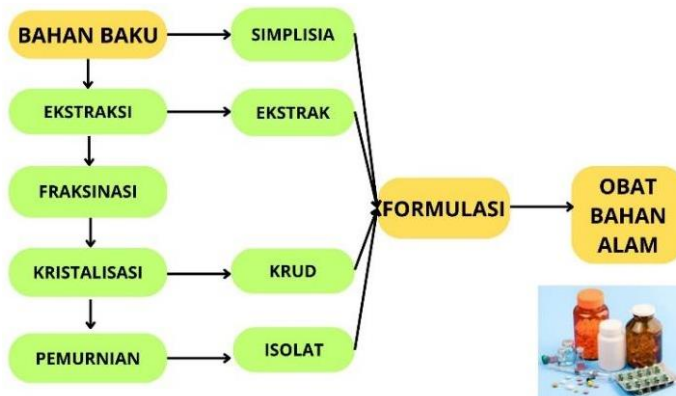 BAHAN BAKU
SIMPLISIA
EKSTRAKSI
EKSTRAK
FRAKSINASI
FORMULASI
OBAT
BAHAN
ALAM
KRISTALISASI
KRUD
PEMURNIAN
ISOLAT